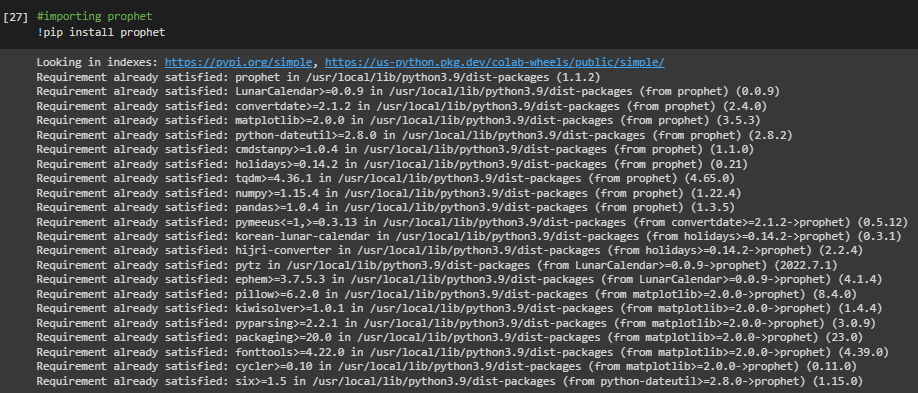 [27] #importing prophet
!pip install prophet
Looking in indexes: https://pypi.org/simple, https://us-python.pkg.dev/colab-wheels/public/simple/
Requirement already satisfied: prophet in /usr/local/lib/python3.9/dist-packages (1.1.2)
Requirement already satisfied: LunarCalendar>=0.0.9 in /usr/local/lib/python3.9/dist-packages (from prophet) (0.0.9)
Requirement already satisfied: convertdate>=2.1.2 in /usr/local/lib/python3.9/dist-packages (from prophet) (2.4.0)
Requirement already satisfied: matplotlib>=2.0.0 in /usr/local/lib/python3.9/dist-packages (from prophet) (3.5.3)
Requirement already satisfied: python-dateutil>=2.8.0 in /usr/local/lib/python3.9/dist-packages (from prophet) (2.8.2)
Requirement already satisfied: cmdstanpy>=1.0.4 in /usr/local/lib/python3.9/dist-packages (from prophet) (1.1.0)
Requirement already satisfied: holidays>=0.14.2 in /usr/local/lib/python3.9/dist-packages (from prophet) (0.21)
Requirement already satisfied: tqdm>=4.36.1 in /usr/local/lib/python3.9/dist-packages (from prophet) (4.65.0)
Requirement already satisfied: numpy>=1.15.4 in /usr/local/lib/python3.9/dist-packages (from prophet) (1.22.4)
Requirement already satisfied: pandas>=1.0.4 in /usr/local/lib/python3.9/dist-packages (from prophet) (1.3.5)
Requirement already satisfied: pymeeus<=1,>=0.3.13 in /usr/local/lib/python3.9/dist-packages (from convertdate>=2.1.2->prophet) (0.5.12)
Requirement already satisfied: korean-lunar-calendar in /usr/local/lib/python3.9/dist-packages (from holidays>=0.14.2->prophet) (0.3.1)
Requirement already satisfied: hijri-converter in /usr/local/lib/python3.9/dist-packages (from holidays>=0.14.2->prophet) (2.2.4)
Requirement already satisfied: pytz in /usr/local/lib/python3.9/dist-packages (from LunarCalendar>=0.0.9->prophet) (2022.7.1)
Requirement already satisfied: ephem>=3.7.5.3 in /usr/local/lib/python3.9/dist-packages (from LunarCalendar>=0.0.9->prophet) (4.1.4)
Requirement already satisfied: pillow>=6.2.0 in /usr/local/lib/python3.9/dist-packages (from matplotlib>=2.0.0->prophet) (8.4.0)
Requirement already satisfied: kiwisolver>=1.0.1 in /usr/local/lib/python3.9/dist-packages (from matplotlib>=2.0.0->prophet) (1.4.4)
Requirement already satisfied: pyparsing>=2.2.1 in /usr/local/lib/python3.9/dist-packages (from matplotlib>=2.0.0->prophet) (3.0.9)
Requirement already satisfied: packaging>=20.0 in /usr/local/lib/python3.9/dist-packages (from matplotlib>=2.0.0->prophet) (23.0)
Requirement already satisfied: fonttools>=4.22.0 in /usr/local/lib/python3.9/dist-packages (from matplotlib>=2.0.0->prophet) (4.39.0)
Requirement already satisfied: cycler>=0.10 in /usr/local/lib/python3.9/dist-packages (from matplotlib>=2.0.0->prophet) (0.11.0)
Requirement already satisfied: six>=1.5 in /usr/local/lib/python3.9/dist-packages (from python-dateutil>=2.8.0->prophet) (1.15.0)